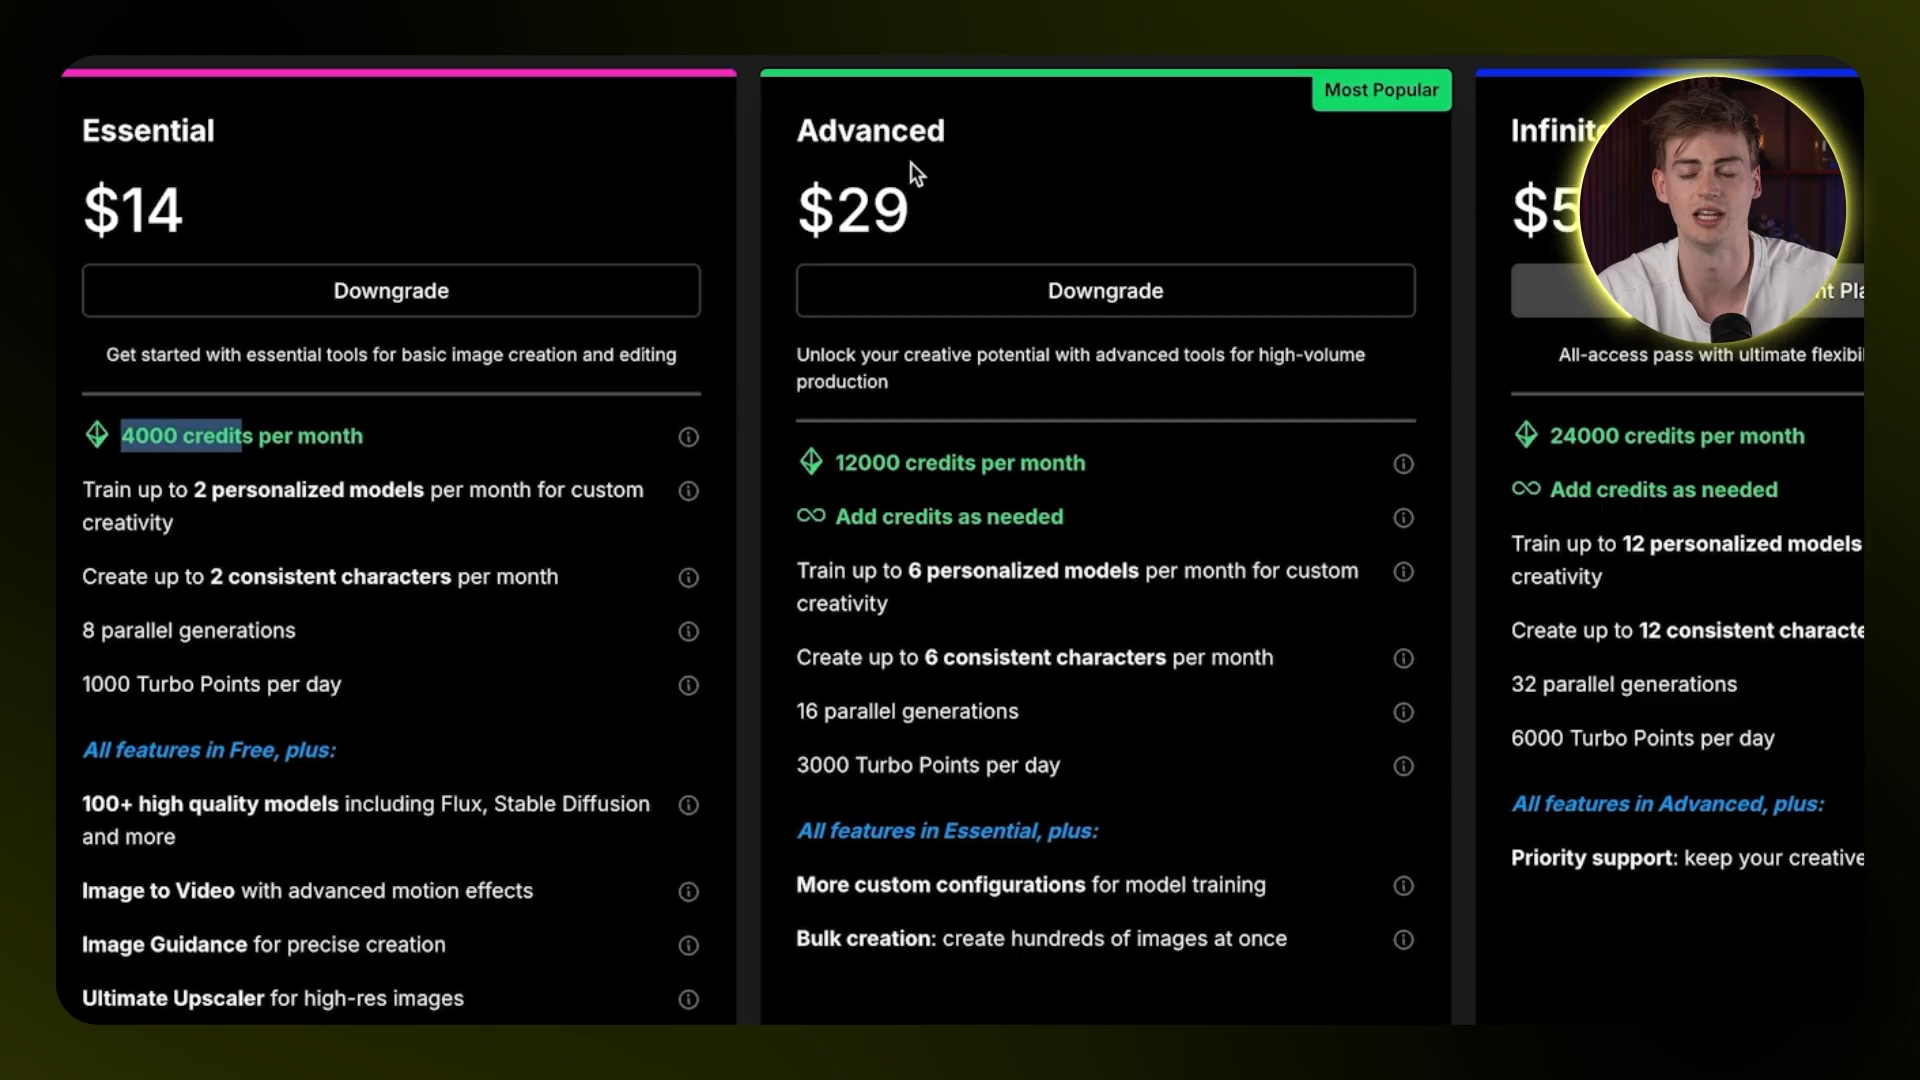 Essential
$14
Downgrade
Get started with essential tools for basic image creation and editing
4000 credits per month
Train up to 2 personalized models per month for custom
creativity
Create up to 2 consistent characters per month
8 parallel generations
1000 Turbo Points per day
All features in Free, plus:
100+ high quality models including Flux, Stable Diffusion
and more
Image to Video with advanced motion effects
Image Guidance for precise creation
Ultimate Upscaler for high-res images
Most Popular
Advanced
$29
Downgrade
Unlock your creative potential with advanced tools for high-volume
production
12000 credits per month
Add credits as needed
Train up to 6 personalized models per month for custom
creativity
Create up to 6 consistent characters per month
16 parallel generations
3000 Turbo Points per day
All features in Essential, plus:
More custom configurations for model training
Bulk creation: create hundreds of images at once
Infinit
$5
All-access pass with ultimate flexibil
24000 credits per month
Add credits as needed
Train up to 12 personalized models
creativity
Create up to 12 consistent characte
32 parallel generations
6000 Turbo Points per day
All features in Advanced, plus:
Priority support: keep your creative